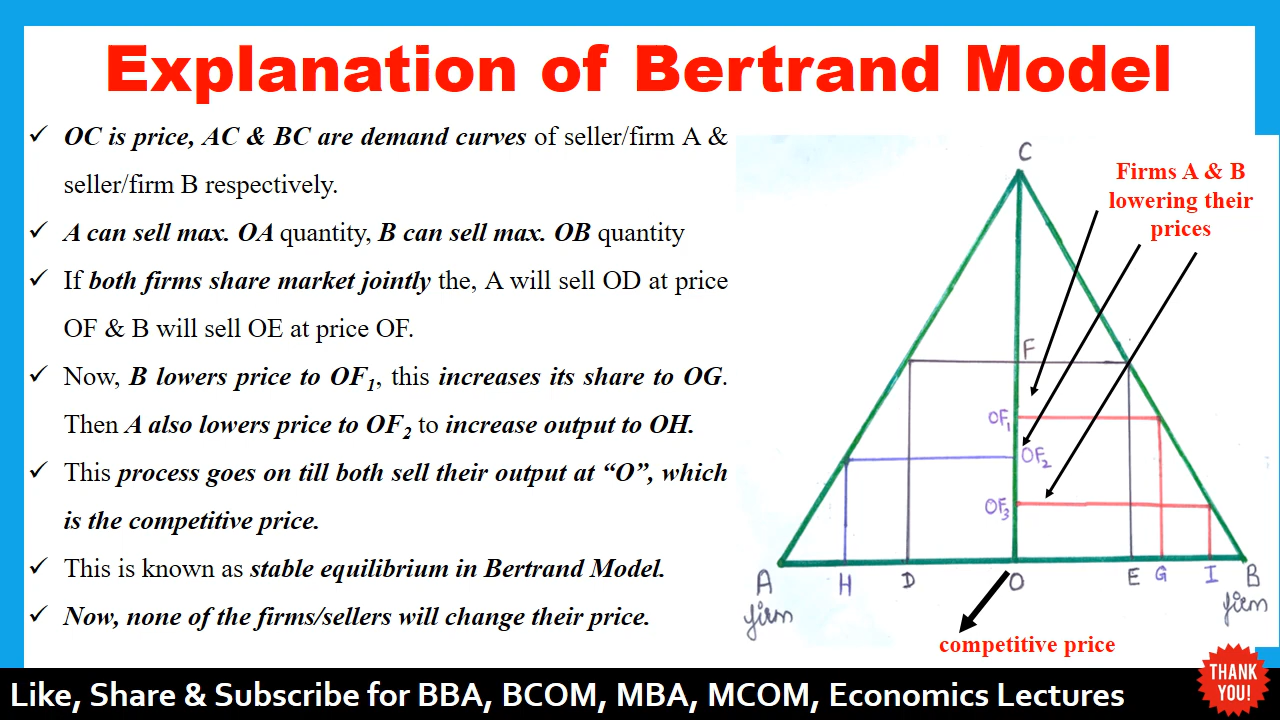 Explanation of Bertrand Model
✓ OC is price, AC & BC are demand curves of seller/firm A &
seller/firm B respectively.
✓ A can sell max. OA quantity, B can sell max. OB quantity
✓ If both firms share market jointly the, A will sell OD at price
OF & B will sell OE at price OF.
✓ Now, B lowers price to OF₁, this increases its share to OG.
Then A also lowers price to OF₂ to increase output to OH.
✓ This process goes on till both sell their output at “O”, which
is the competitive price.
✓ This is known as stable equilibrium in Bertrand Model.
✓ Now, none of the firms/sellers will change their price.
C
Firms A & B
lowering their
prices
F
OF₁
OF₂
OF₃
A H D O E G I B
firm firm
competitive price
THANK
YOU!
Like, Share & Subscribe for BBA, BCOM, MBA, MCOM, Economics Lectures